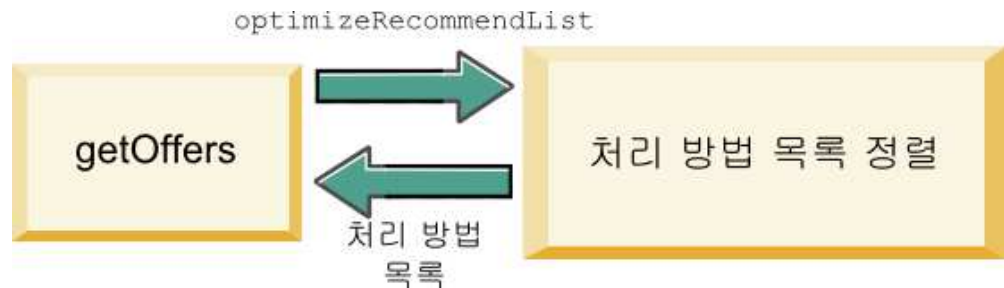 optimizeRecommendList
getOffers
처리 방법 목록 정렬
처리 방법
목록